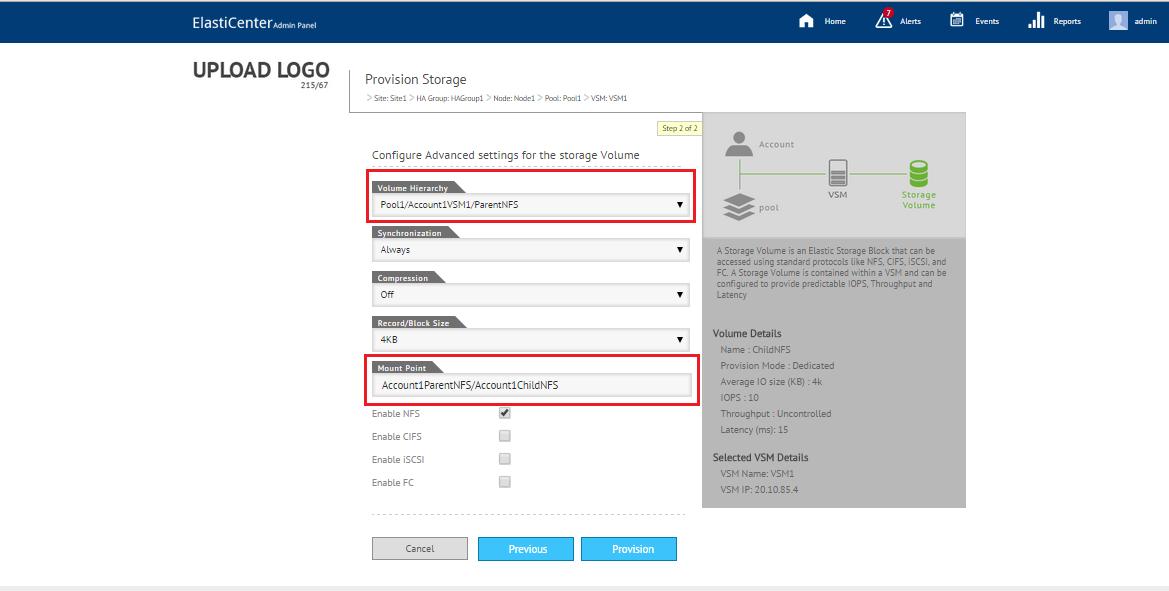 ElastiCenter Admin Panel
Home
7
Alerts
Events
Reports
admin
UPLOAD LOGO
215/67
Provision Storage
> Site: Site1 > HA Group: HAGroup1 > Node: Node1 > Pool: Pool1 > VSM: VSM1
Step 2 of 2
Configure Advanced settings for the storage Volume
Volume Hierarchy
Pool1/Account1VSM1/ParentNFS
Synchronization
Always
Compression
Off
Record/Block Size
4KB
Mount Point
Account1ParentNFS/Account1ChildNFS
Enable NFS
Enable CIFS
Enable iSCSI
Enable FC
Cancel
Previous
Provision
Account
pool
VSM
Storage
Volume
A Storage Volume is an Elastic Storage Block that can be
accessed using standard protocols like NFS, CIFS, iSCSI, and
FC. A Storage Volume is contained within a VSM and can be
configured to provide predictable IOPS, Throughput and
Latency
Volume Details
Name : ChildNFS
Provision Mode : Dedicated
Average IO size (KB) : 4k
IOPS : 10
Throughput : Uncontrolled
Latency (ms): 15
Selected VSM Details
VSM Name: VSM1
VSM IP: 20.10.85.4